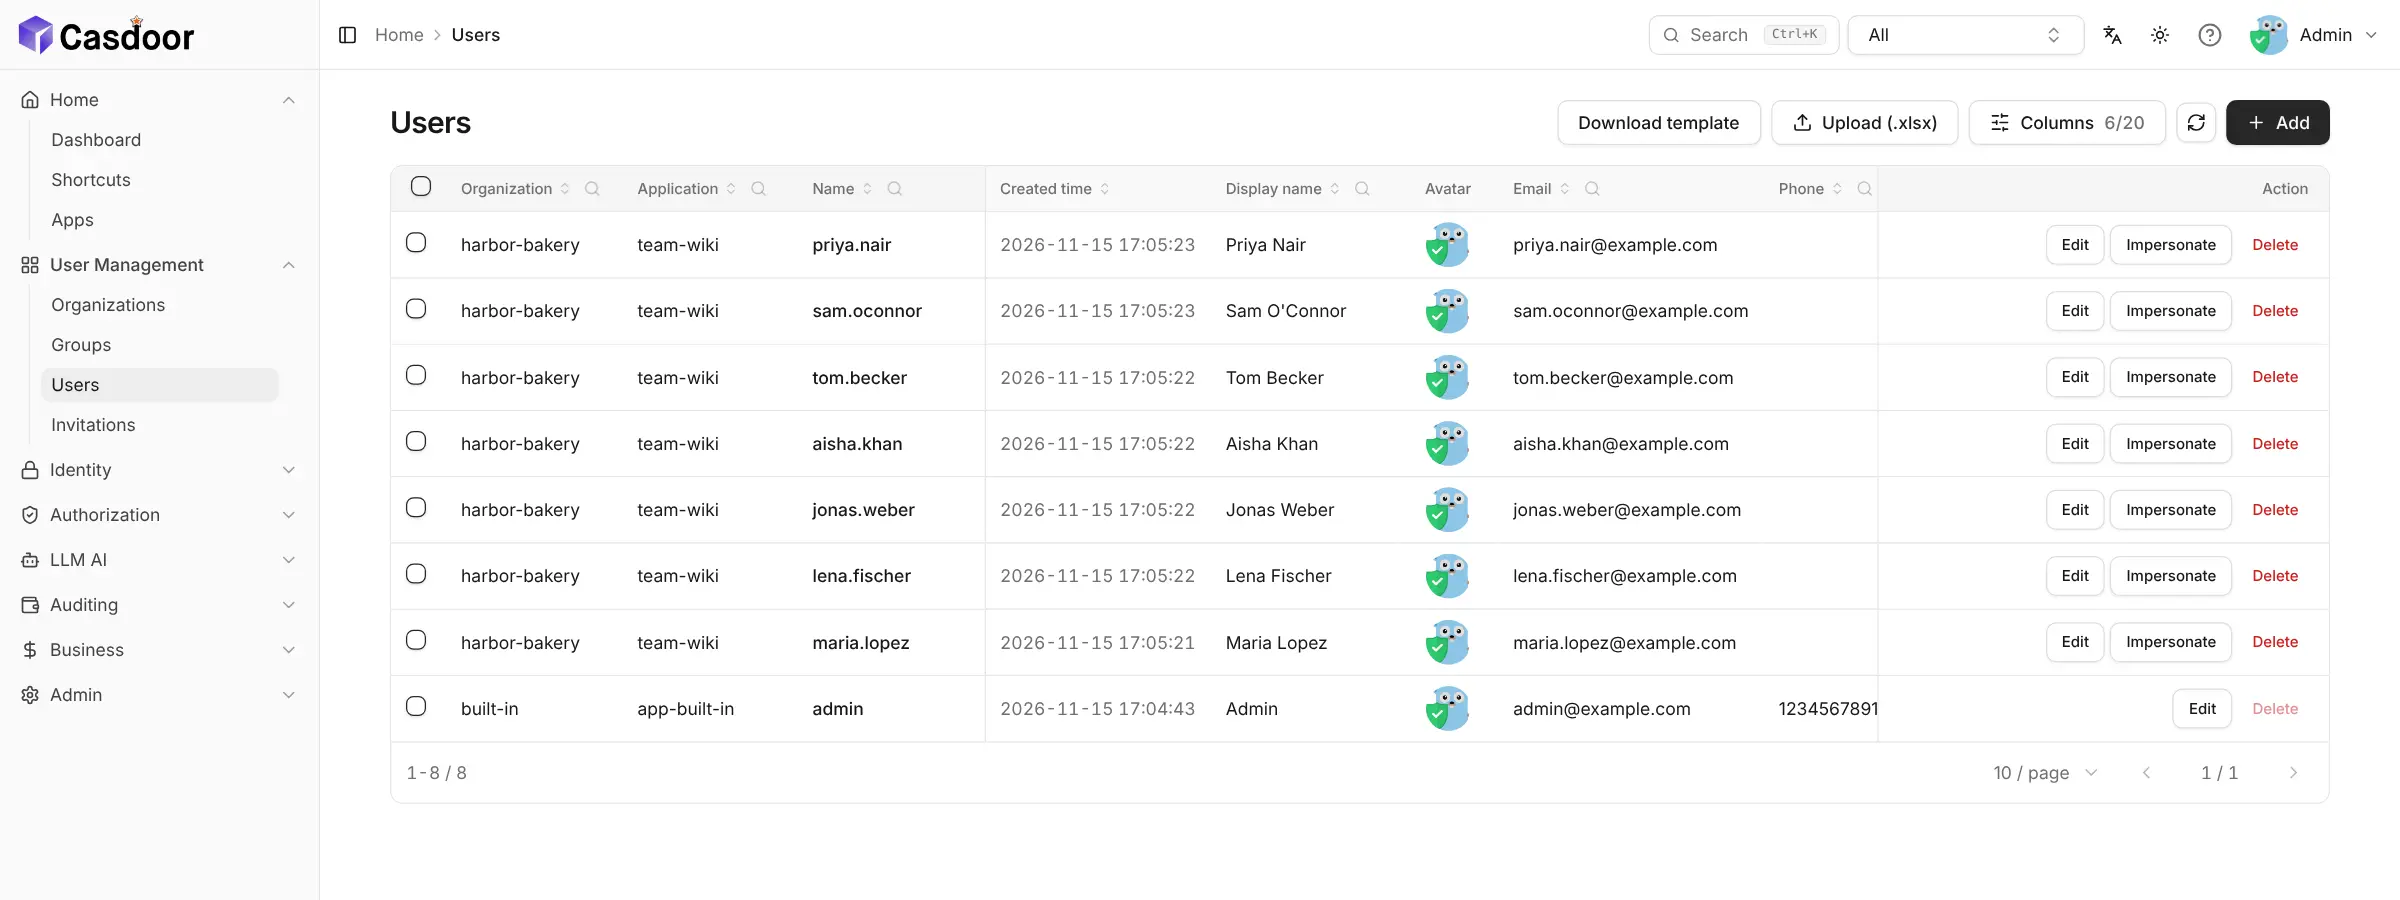 Casdoor
Home > Users
Search Ctrl+K
All
Admin
Home
Dashboard
Shortcuts
Apps
User Management
Organizations
Groups
Users
Invitations
Identity
Authorization
LLM AI
Auditing
Business
Admin
Users
Download template
Upload (.xlsx)
Columns 6/20
Add
Organization Application Name Created time Display name Avatar Email Phone Action
harbor-bakery team-wiki priya.nair 2026-11-15 17:05:23 Priya Nair priya.nair@example.com Edit Impersonate Delete
harbor-bakery team-wiki sam.oconnor 2026-11-15 17:05:23 Sam O'Connor sam.oconnor@example.com Edit Impersonate Delete
harbor-bakery team-wiki tom.becker 2026-11-15 17:05:22 Tom Becker tom.becker@example.com Edit Impersonate Delete
harbor-bakery team-wiki aisha.khan 2026-11-15 17:05:22 Aisha Khan aisha.khan@example.com Edit Impersonate Delete
harbor-bakery team-wiki jonas.weber 2026-11-15 17:05:22 Jonas Weber jonas.weber@example.com Edit Impersonate Delete
harbor-bakery team-wiki lena.fischer 2026-11-15 17:05:22 Lena Fischer lena.fischer@example.com Edit Impersonate Delete
harbor-bakery team-wiki maria.lopez 2026-11-15 17:05:21 Maria Lopez maria.lopez@example.com Edit Impersonate Delete
built-in app-built-in admin 2026-11-15 17:04:43 Admin admin@example.com 1234567891 Edit Delete
1-8 / 8
10 / page
1 / 1